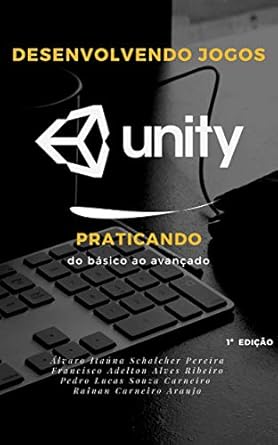 DESENVOLVENDO JOGOS
unity
PRATICANDO
do básico ao avançado
1ª EDIÇÃO
Álvaro Itaúna Schalcher Pereira
Francisco Adelton Alves Ribeiro
Pedro Lucas Souza Carneiro
Rainan Carneiro Araujo